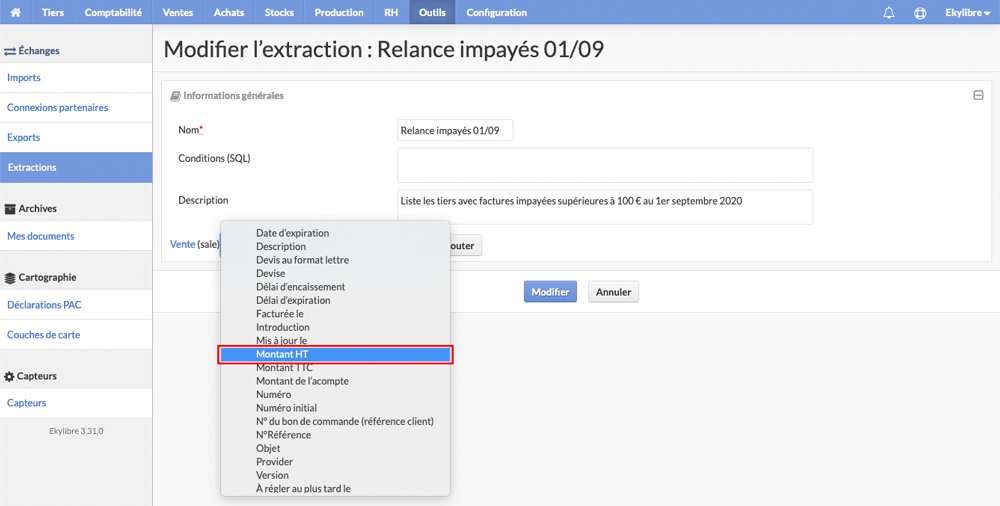 Tiers Comptabilité Ventes Achats Stocks Production RH Outils Configuration Ekylibre
Échanges
Imports
Connexions partenaires
Exports
Extractions
Archives
Mes documents
Cartographie
Déclarations PAC
Couches de carte
Capteurs
Capteurs
Ekylibre 3.31.0
Modifier l’extraction : Relance impayés 01/09
Informations générales
Nom* Relance impayés 01/09
Conditions (SQL)
Description Liste les tiers avec factures impayées supérieures à 100 € au 1er septembre 2020
Vente (sale) outer
Date d’expiration
Description
Devis au format lettre
Devise
Délai d’encaissement
Délai d’expiration
Facturée le
Introduction
Mis à jour le
Montant HT
Montant TTC
Montant de l’acompte
Numéro
Numéro initial
N° du bon de commande (référence client)
N°Référence
Objet
Provider
Version
À régler au plus tard le
Modifier Annuler